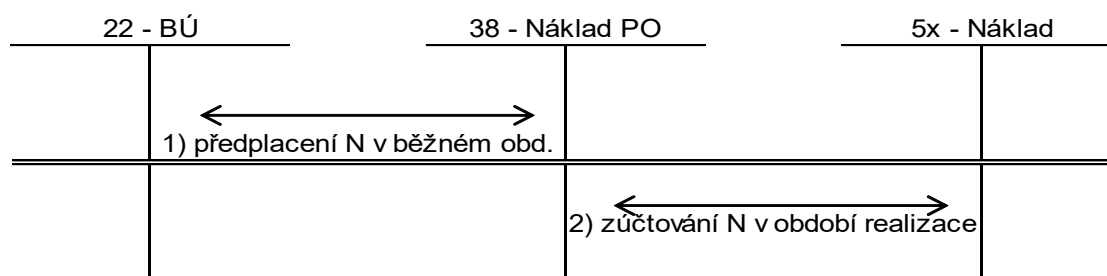 22 - BÚ 38 - Náklad PO 5x - Náklad
1) předplacení N v běžném obd.
2) zúčtování N v období realizace